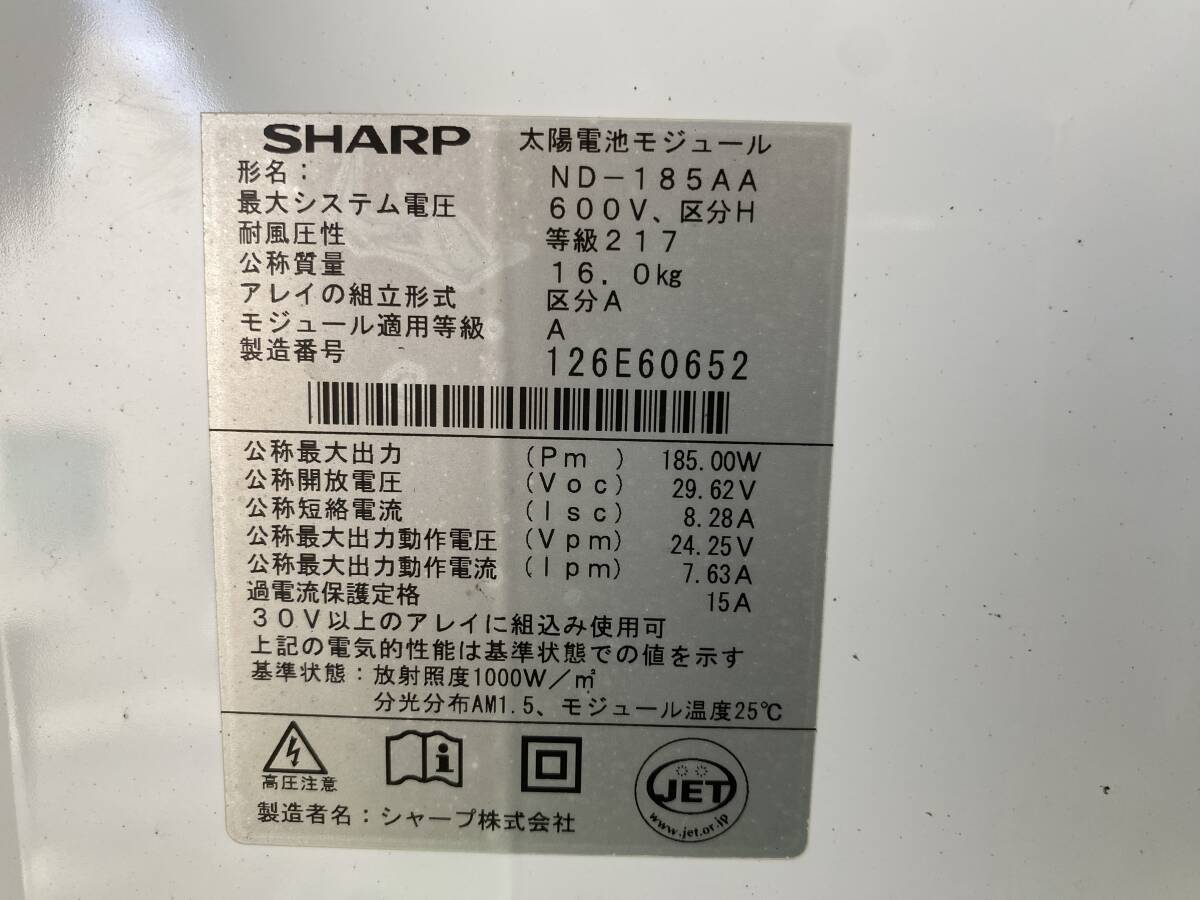 SHARP 太陽電池モジュール
形名： ND－185AA
最大システム電圧 600V、区分H
耐風圧性 等級217
公称質量 16．0kg
アレイの組立形式 区分A
モジュール適用等級 A
製造番号 126E60652
公称最大出力 (Pm ) 185.00W
公称開放電圧 (Voc) 29.62V
公称短絡電流 (Isc) 8.28A
公称最大出力動作電圧 (Vpm) 24.25V
公称最大出力動作電流 (Ipm) 7.63A
過電流保護定格 15A
30V以上のアレイに組込み使用可
上記の電気的性能は基準状態での値を示す
基準状態：放射照度1000W／㎡
分光分布AM1.5、モジュール温度25℃
高圧注意
JET
www.jet.or.jp
製造者名：シャープ株式会社